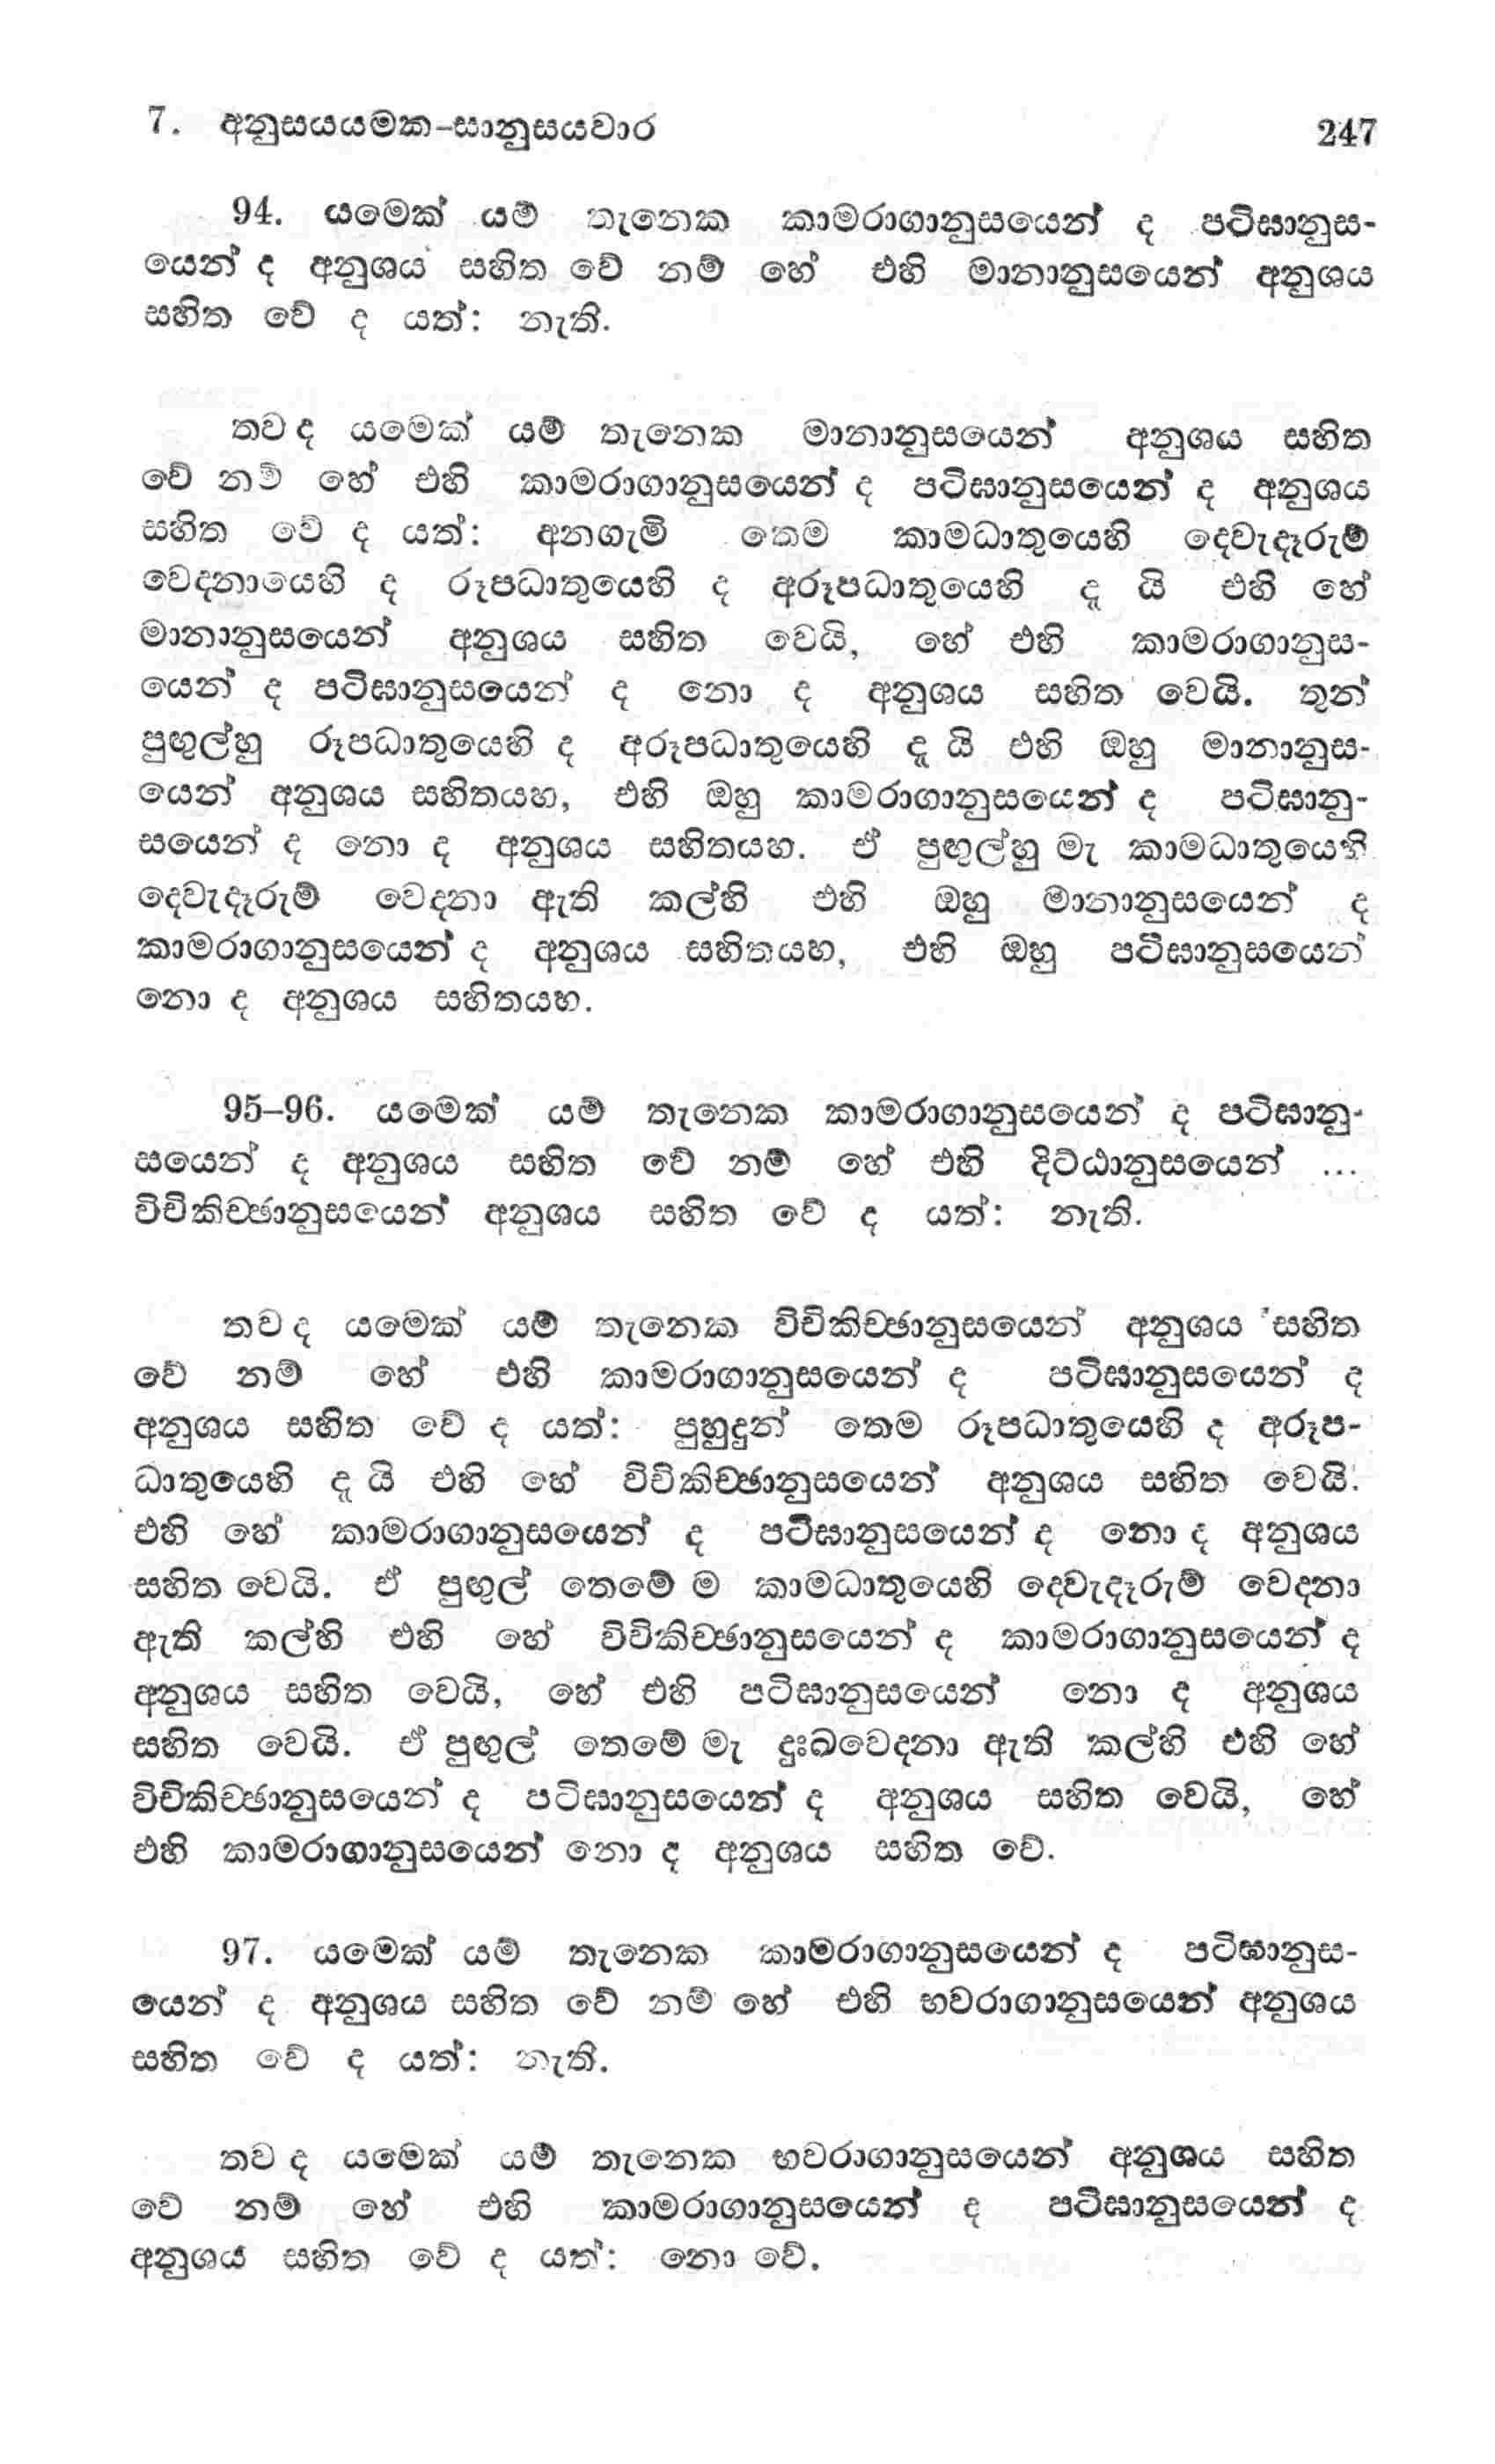 7. අනුසයයමක-සානුසයවාර 247
94. යමෙක් යම් තැනෙක කාමරාගානුසයෙන් ද පටිඝානුස-
යෙන් ද අනුශය සහිත වේ නම් හේ එහි මානානුසයෙන් අනුශය
සහිත වේ ද යත්: නැති.
තව ද යමෙක් යම් තැනෙක මානානුසයෙන් අනුශය සහිත
වේ නම් හේ එහි කාමරාගානුසයෙන් ද පටිඝානුසයෙන් ද අනුශය
සහිත වේ ද යත්: අනගැමි තෙම කාමධාතුයෙහි දෙවැදෑරුම්
වෙදනායෙහි ද රූපධාතුයෙහි ද අරූපධාතුයෙහි ද යි එහි හේ
මානානුසයෙන් අනුශය සහිත වෙයි, හේ එහි කාමරාගානුස-
යෙන් ද පටිඝානුසයෙන් ද නො ද අනුශය සහිත වෙයි. තුන්
පුඟුල්හු රූපධාතුයෙහි ද අරූපධාතුයෙහි ද යි එහි ඔහු මානානුස-
යෙන් අනුශය සහිතයහ, එහි ඔහු කාමරාගානුසයෙන් ද පටිඝානු-
සයෙන් ද නො ද අනුශය සහිතයහ. ඒ පුඟුල්හු මැ කාමධාතුයෙහි
දෙවැදෑරුම් වෙදනා ඇති කල්හි එහි ඔහු මානානුසයෙන් ද
කාමරාගානුසයෙන් ද අනුශය සහිතයහ, එහි ඔහු පටිඝානුසයෙන්
නො ද අනුශය සහිතයහ.
95–96. යමෙක් යම් තැනෙක කාමරාගානුසයෙන් ද පටිඝානු-
සයෙන් ද අනුශය සහිත වේ නම් හේ එහි දිට්ඨානුසයෙන් ...
විචිකිච්ඡානුසයෙන් අනුශය සහිත වේ ද යත්: නැති.
තව ද යමෙක් යම් තැනෙක විචිකිච්ඡානුසයෙන් අනුශය සහිත
වේ නම් හේ එහි කාමරාගානුසයෙන් ද පටිඝානුසයෙන් ද
අනුශය සහිත වේ ද යත්: පුහුදුන් තෙම රූපධාතුයෙහි ද අරූප-
ධාතුයෙහි දැ යි එහි හේ විචිකිච්ඡානුසයෙන් අනුශය සහිත වෙයි.
එහි හේ කාමරාගානුසයෙන් ද පටිඝානුසයෙන් ද නො ද අනුශය
සහිත වෙයි. ඒ පුඟුල් තෙමේ ම කාමධාතුයෙහි දෙවැදෑරුම් වෙදනා
ඇති කල්හි එහි හේ විචිකිච්ඡානුසයෙන් ද කාමරාගානුසයෙන් ද
අනුශය සහිත වෙයි, හේ එහි පටිඝානුසයෙන් නො ද අනුශය
සහිත වෙයි. ඒ පුඟුල් තෙමේ මැ දුඃඛවෙදනා ඇති කල්හි එහි හේ
විචිකිච්ඡානුසයෙන් ද පටිඝානුසයෙන් ද අනුශය සහිත වෙයි, හේ
එහි කාමරාගානුසයෙන් නො ද අනුශය සහිත වේ.
97. යමෙක් යම් තැනෙක කාමරාගානුසයෙන් ද පටිඝානුස-
යෙන් ද අනුශය සහිත වේ නම් හේ එහි භවරාගානුසයෙන් අනුශය
සහිත වේ ද යත්: නැති.
තව ද යමෙක් යම් තැනෙක භවරාගානුසයෙන් අනුශය සහිත
වේ නම් හේ එහි කාමරාගානුසයෙන් ද පටිඝානුසයෙන් ද
අනුශය සහිත වේ ද යත්: නො වේ.